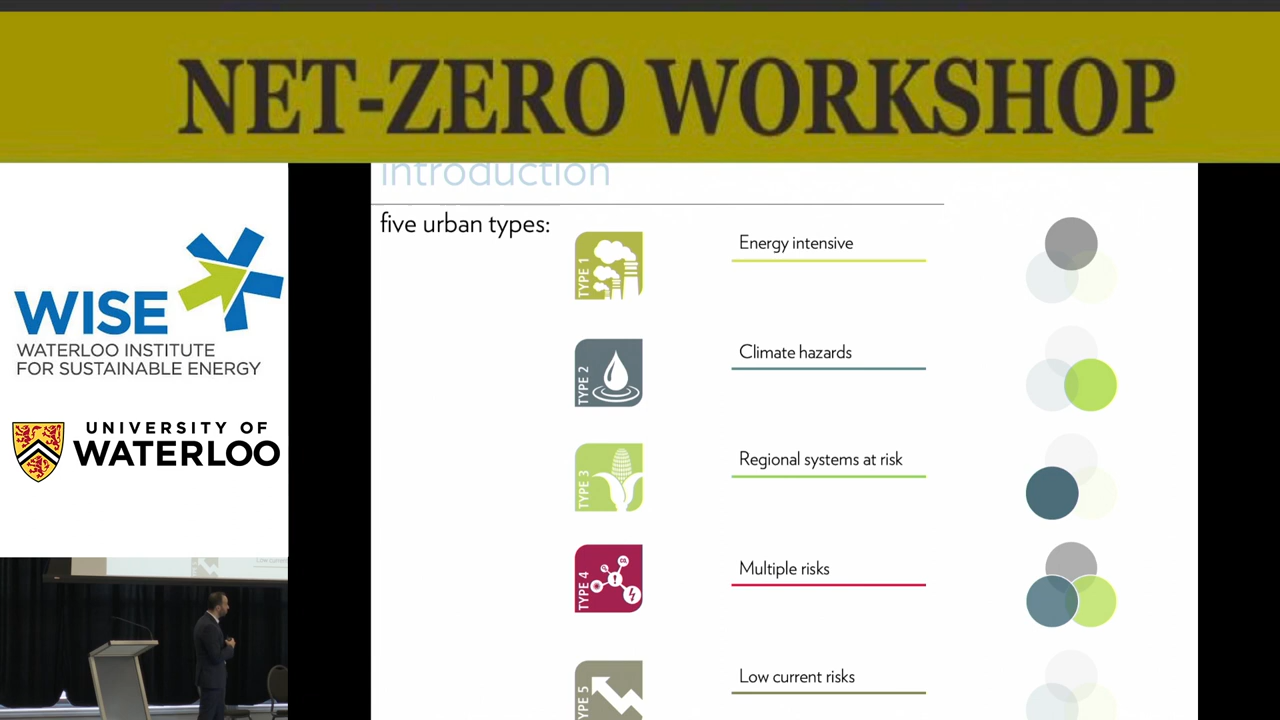 NET-ZERO WORKSHOP
WISE
WATERLOO INSTITUTE
FOR SUSTAINABLE ENERGY
UNIVERSITY OF
WATERLOO
introduction
five urban types:
TYPE 1
Energy intensive
TYPE 2
Climate hazards
TYPE 3
Regional systems at risk
TYPE 4
Multiple risks
TYPE 5
Low current risks